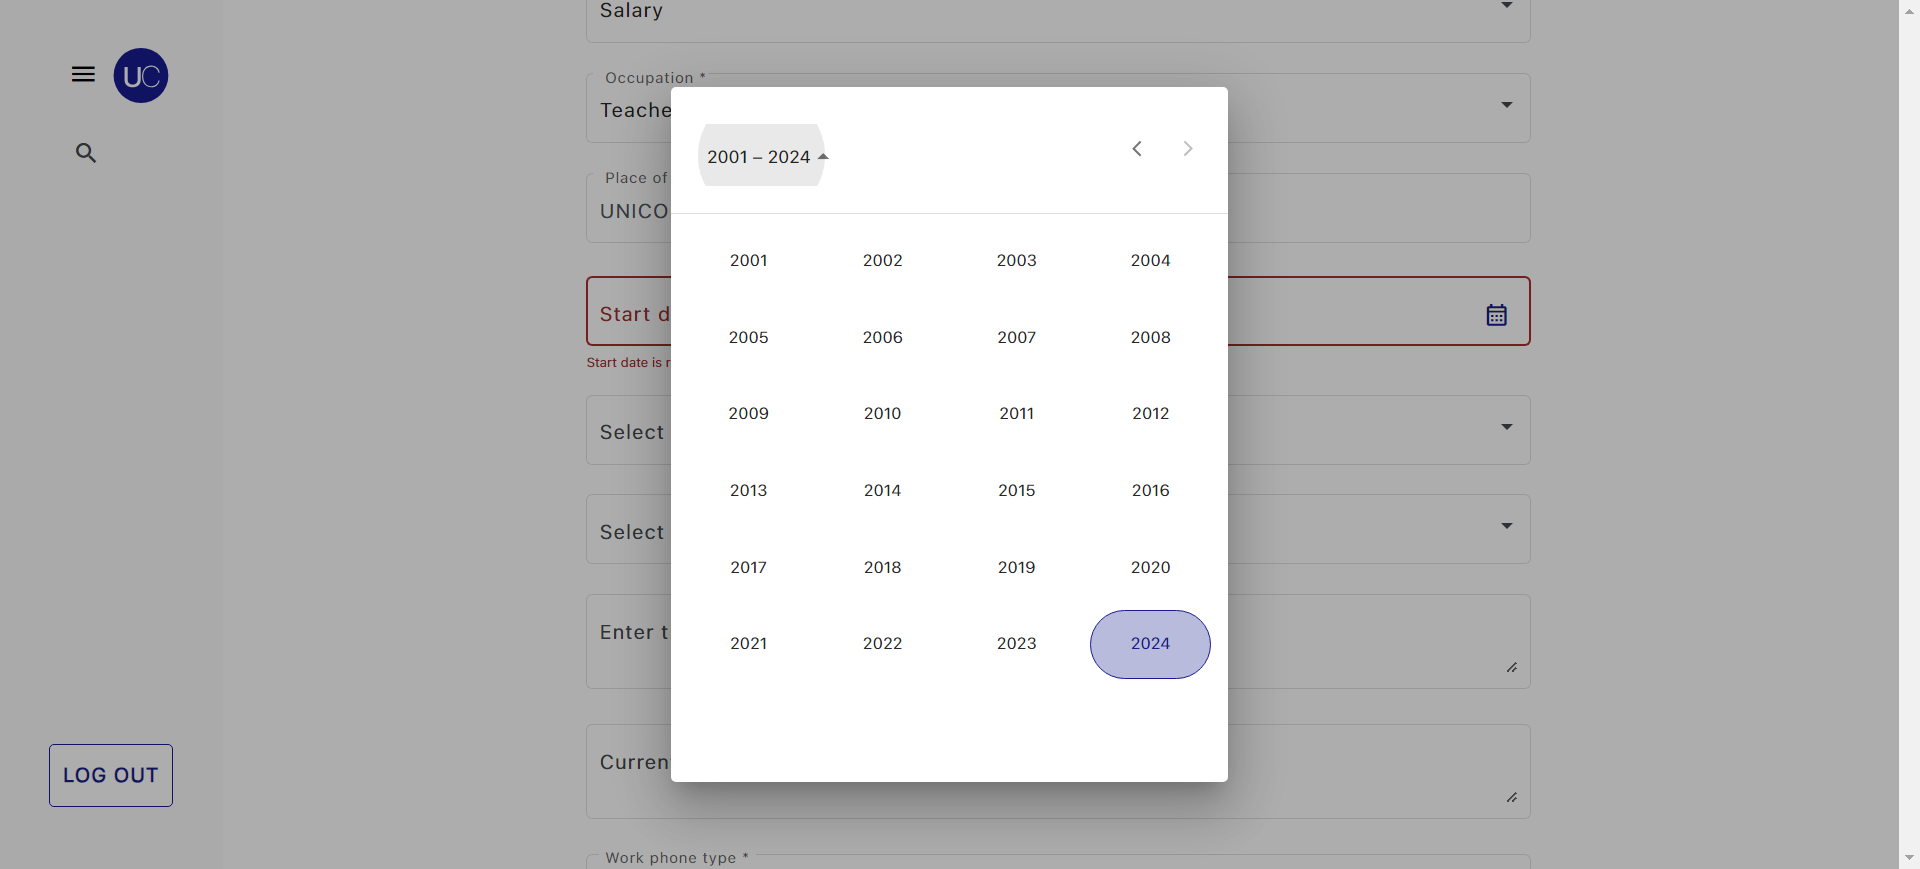 Salary
UC
Occupation *
Teache
2001 – 2024
Place of
UNICO
2001 2002 2003 2004
Start d
2005 2006 2007 2008
Start date is r
2009 2010 2011 2012
Select
2013 2014 2015 2016
Select
2017 2018 2019 2020
Enter t
2021 2022 2023 2024
Curren
LOG OUT
Work phone type *